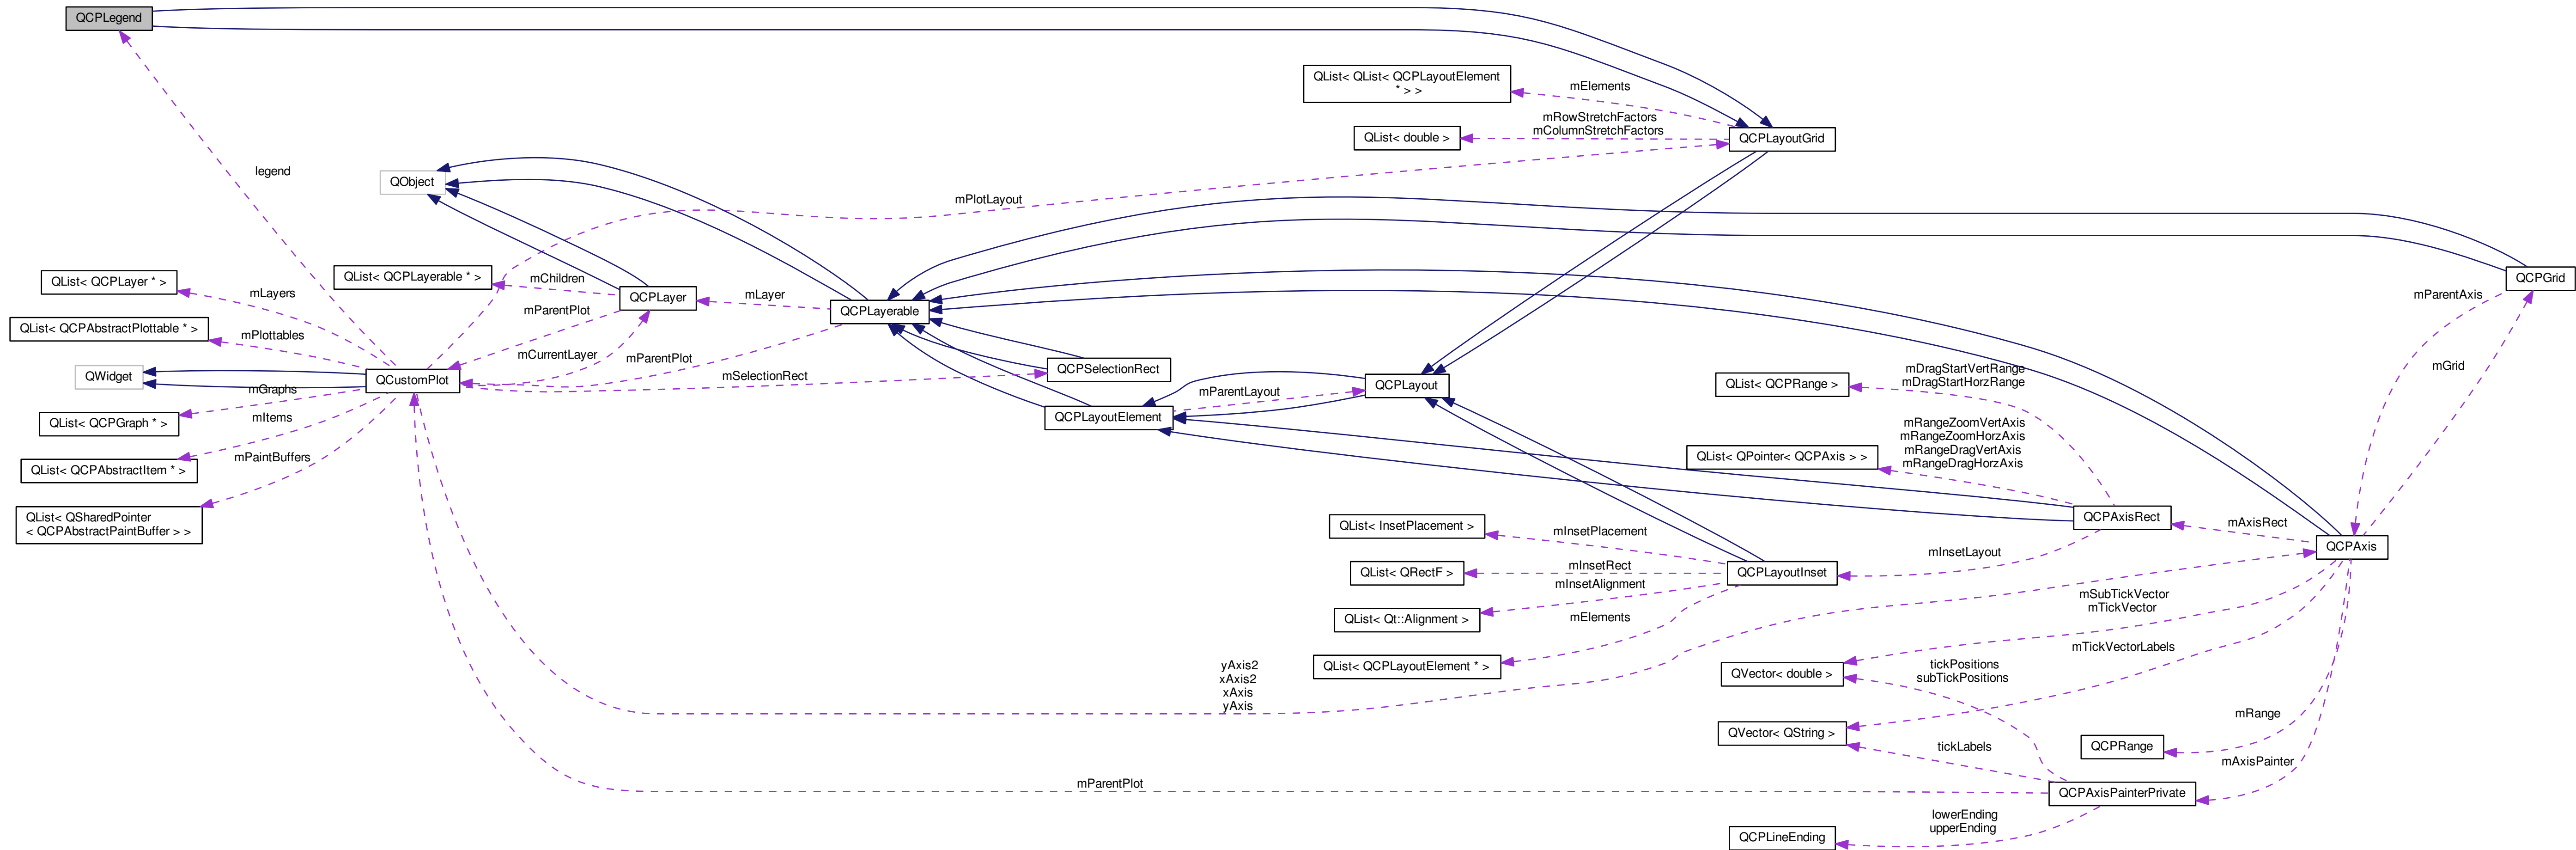 QCPLegend
QList< QList< QCPLayoutElement
* > >
mElements
mRowStretchFactors
mColumnStretchFactors
QList< double >
QCPLayoutGrid
legend
QObject
mPlotLayout
QList< QCPLayer * >
QList< QCPLayerable * >
mChildren
QCPLayer
mLayer
QCPGrid
mLayers
mParentPlot
QCPLayerable
mParentAxis
QList< QCPAbstractPlottable * >
mPlottables
mCurrentLayer
mParentPlot
QCPSelectionRect
mGrid
QWidget
QCustomPlot
mSelectionRect
mDragStartVertRange
mDragStartHorzRange
QList< QCPRange >
QCPLayout
mParentLayout
mGraphs
QList< QCPGraph * >
mItems
QCPLayoutElement
mRangeZoomVertAxis
mRangeZoomHorzAxis
mRangeDragVertAxis
mRangeDragHorzAxis
QList< QPointer< QCPAxis > >
mPaintBuffers
QList< QCPAbstractItem * >
QList< QSharedPointer
< QCPAbstractPaintBuffer > >
QList< InsetPlacement >
mInsetPlacement
QCPAxisRect
mAxisRect
QCPAxis
mInsetLayout
QList< QRectF >
mInsetRect
QCPLayoutInset
mInsetAlignment
QList< Qt::Alignment >
mElements
mSubTickVector
mTickVector
mTickVectorLabels
QList< QCPLayoutElement * >
yAxis2
xAxis2
xAxis
yAxis
QVector< double >
tickPositions
subTickPositions
mRange
QVector< QString >
tickLabels
QCPRange
mAxisPainter
mParentPlot
QCPAxisPainterPrivate
lowerEnding
upperEnding
QCPLineEnding